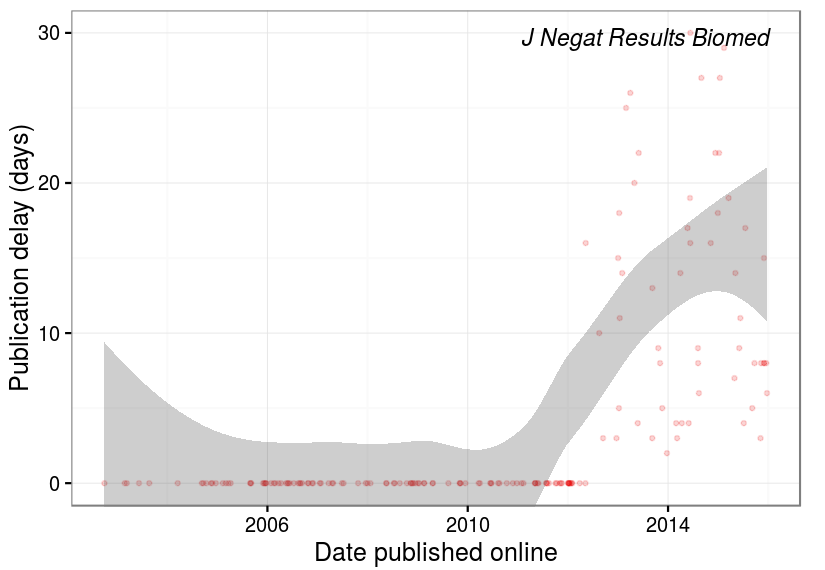 J Negat Results Biomed
30
20
10
0
Publication delay (days)
2006
2010
2014
Date published online